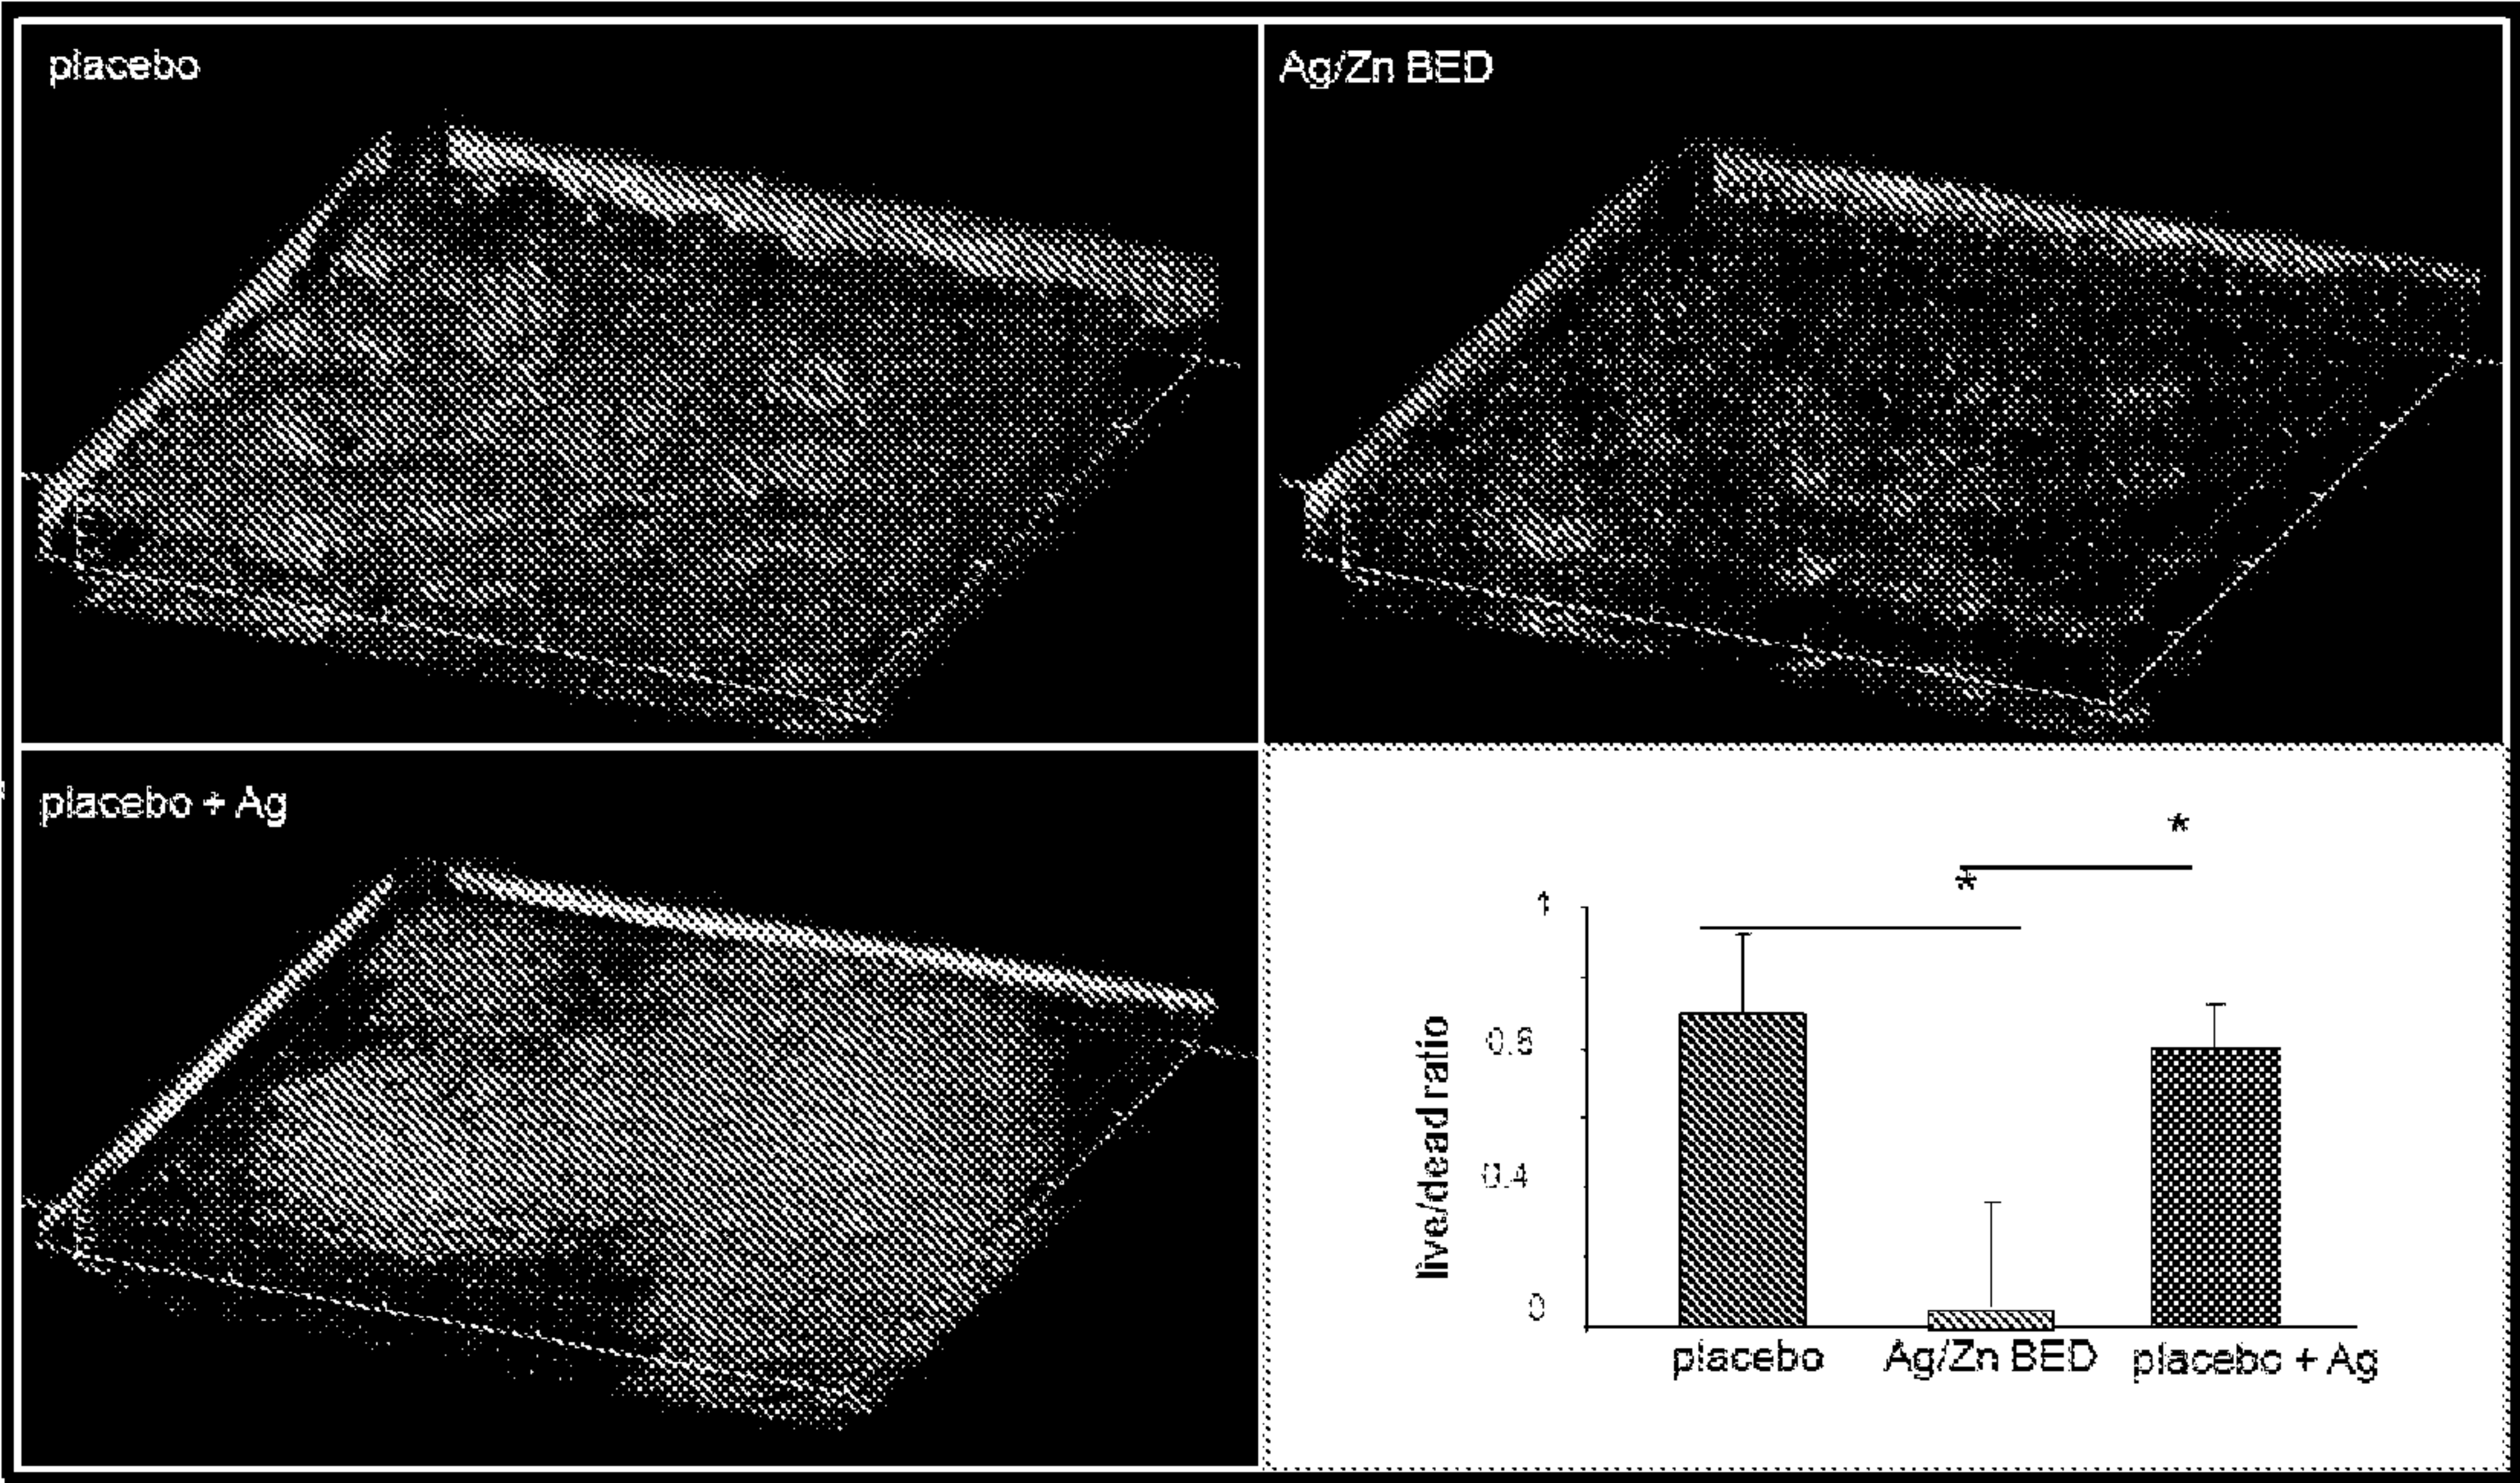 placebo
Ag/Zn BED
placebo + Ag
*
*
1
0.8
0.4
0
live/dead ratio
placebo
Ag/Zn BED
placebo + Ag